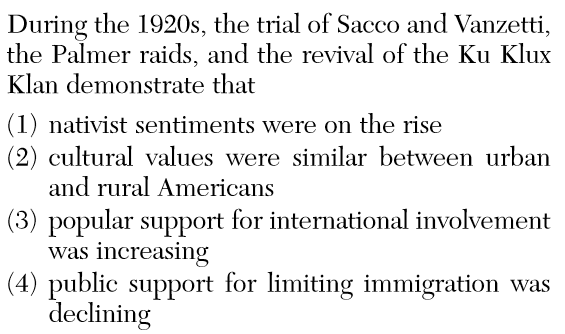 During the 1920s, the trial of Sacco and Vanzetti,
the Palmer raids, and the revival of the Ku Klux
Klan demonstrate that
(1) nativist sentiments were on the rise
(2) cultural values were similar between urban
and rural Americans
(3) popular support for international involvement
was increasing
(4) public support for limiting immigration was
declining